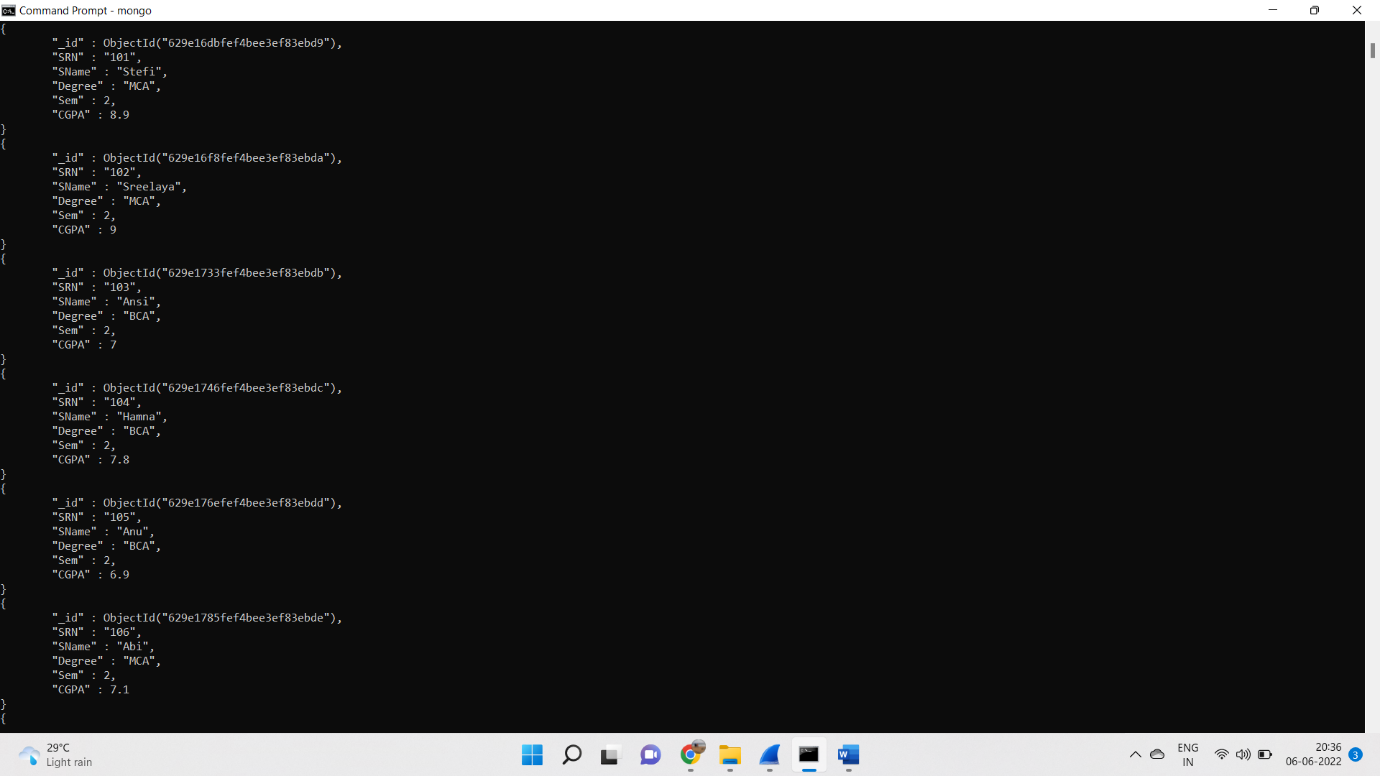 Command Prompt - mongo
{
"_id" : ObjectId("629e16dbfef4bee3ef83ebd9"),
"SRN" : "101",
"SName" : "Stefi",
"Degree" : "MCA",
"Sem" : 2,
"CGPA" : 8.9
}
{
"_id" : ObjectId("629e16f8fef4bee3ef83ebda"),
"SRN" : "102",
"SName" : "Sreelaya",
"Degree" : "MCA",
"Sem" : 2,
"CGPA" : 9
}
{
"_id" : ObjectId("629e1733fef4bee3ef83ebdb"),
"SRN" : "103",
"SName" : "Ansi",
"Degree" : "BCA",
"Sem" : 2,
"CGPA" : 7
}
{
"_id" : ObjectId("629e1746fef4bee3ef83ebdc"),
"SRN" : "104",
"SName" : "Hamna",
"Degree" : "BCA",
"Sem" : 2,
"CGPA" : 7.8
}
{
"_id" : ObjectId("629e176efef4bee3ef83ebdd"),
"SRN" : "105",
"SName" : "Anu",
"Degree" : "BCA",
"Sem" : 2,
"CGPA" : 6.9
}
{
"_id" : ObjectId("629e1785fef4bee3ef83ebde"),
"SRN" : "106",
"SName" : "Abi",
"Degree" : "MCA",
"Sem" : 2,
"CGPA" : 7.1
}
{
29°C
Light rain
ENG
IN
20:36
06-06-2022
3